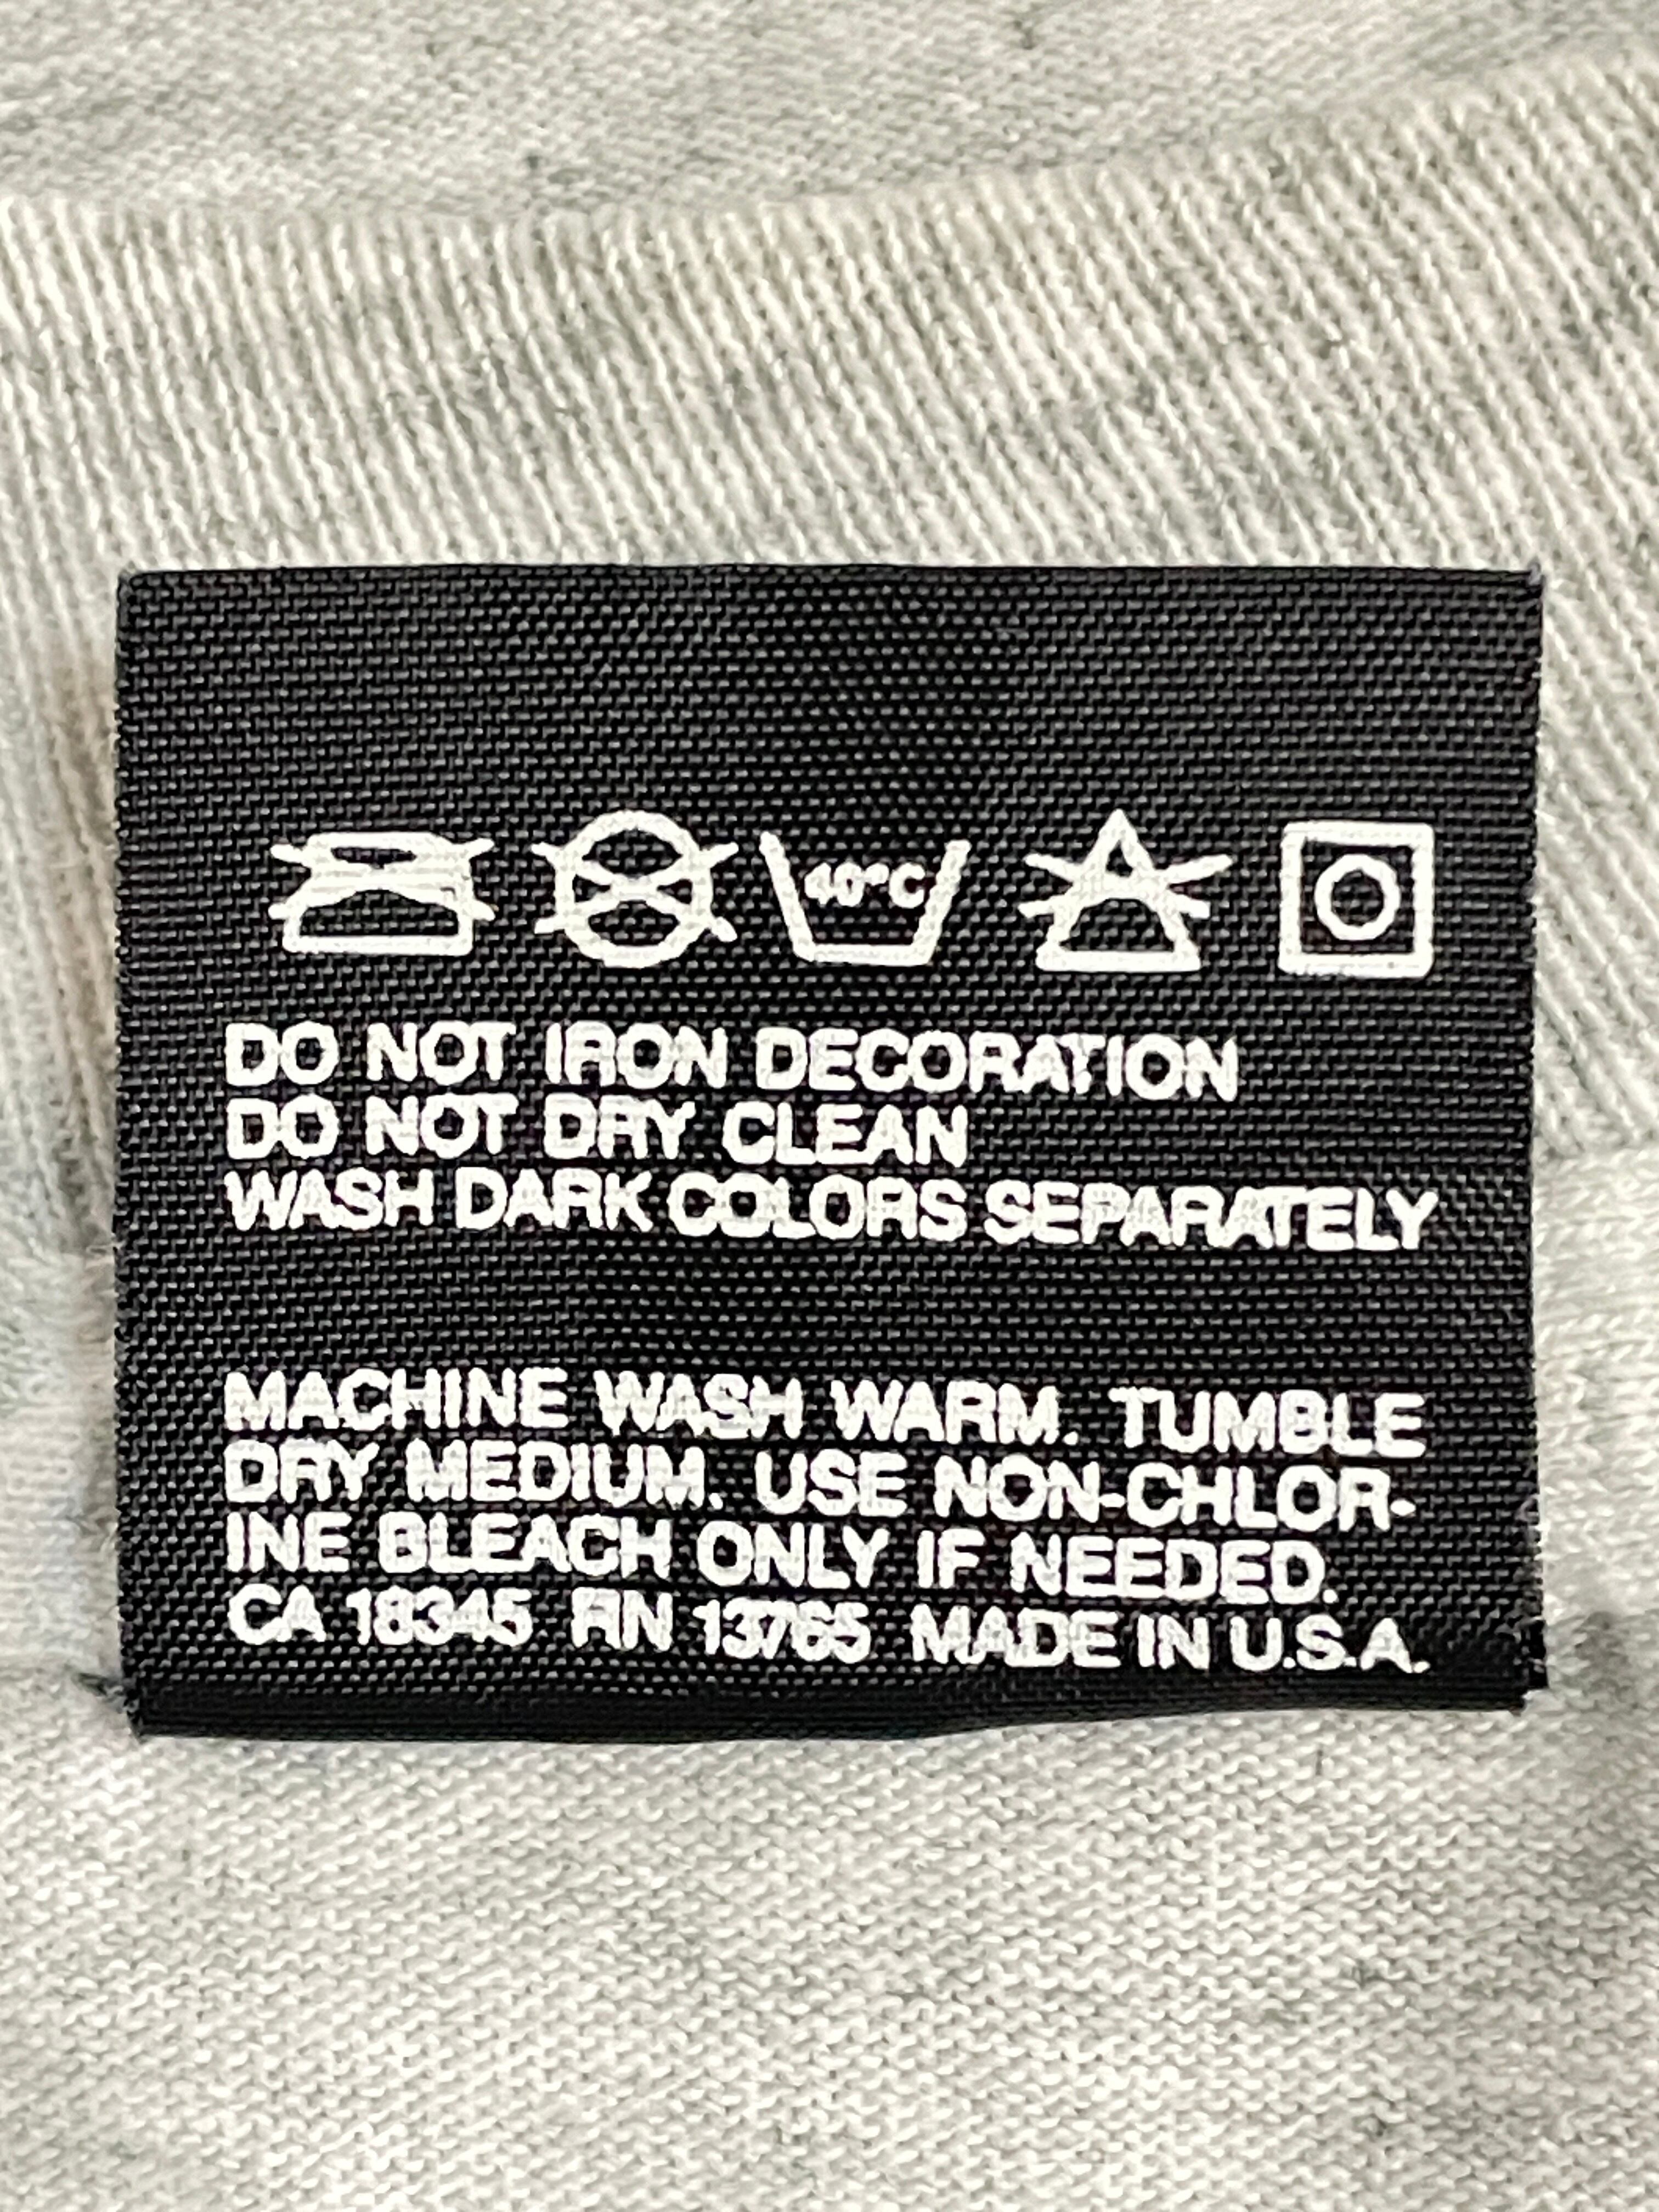 40°C
DO NOT IRON DECORATION
DO NOT DRY CLEAN
WASH DARK COLORS SEPARATELY
MACHINE WASH WARM. TUMBLE
DRY MEDIUM. USE NON-CHLOR-
INE BLEACH ONLY IF NEEDED.
CA 18345 RN 13765 MADE IN U.S.A.